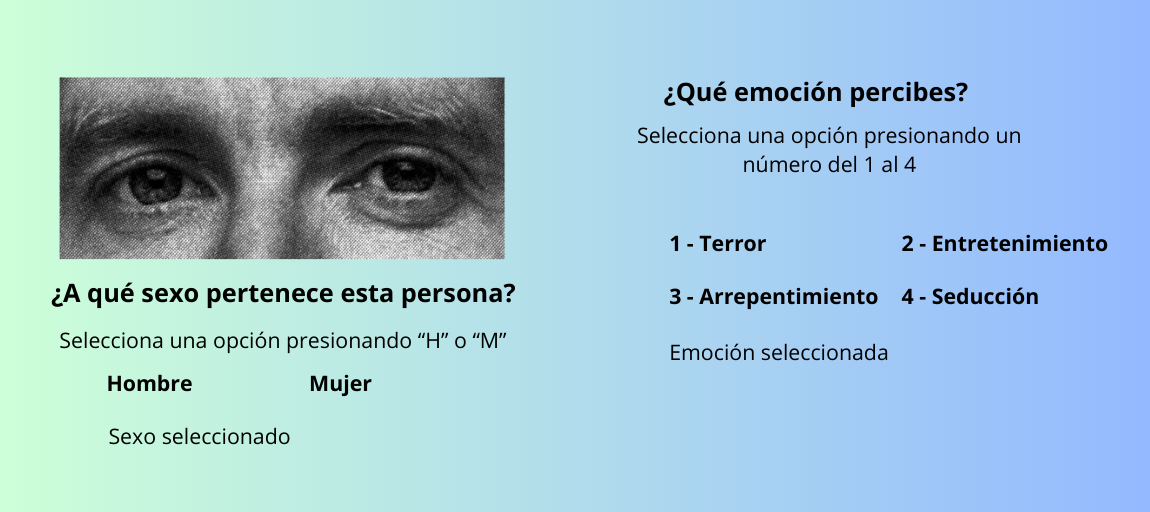 ¿A qué sexo pertenece esta persona?
Selecciona una opción presionando “H” o “M”
Hombre
Mujer
Sexo seleccionado
¿Qué emoción percibes?
Selecciona una opción presionando un
número del 1 al 4
1 - Terror
2 - Entretenimiento
3 - Arrepentimiento
4 - Seducción
Emoción seleccionada